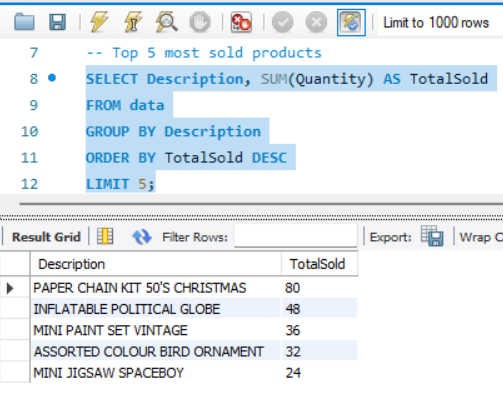 Limit to 1000 rows
7 -- Top 5 most sold products
8 SELECT Description, SUM(Quantity) AS TotalSold
9 FROM data
10 GROUP BY Description
11 ORDER BY TotalSold DESC
12 LIMIT 5;
Result Grid Filter Rows: Export: Wrap C
Description TotalSold
PAPER CHAIN KIT 50'S CHRISTMAS 80
INFLATABLE POLITICAL GLOBE 48
MINI PAINT SET VINTAGE 36
ASSORTED COLOUR BIRD ORNAMENT 32
MINI JIGSAW SPACEBOY 24